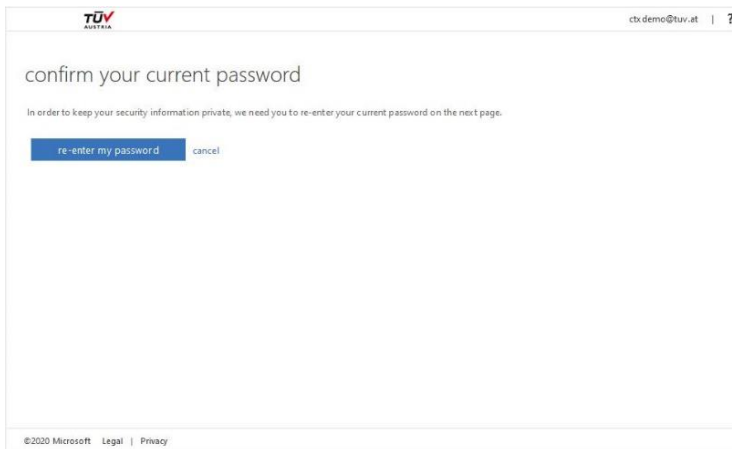 TÜV
AUSTRIA
ctxdemo@tuv.at | ?
confirm your current password
In order to keep your security information private, we need you to re-enter your current password on the next page.
re-enter my password cancel
©2020 Microsoft Legal | Privacy